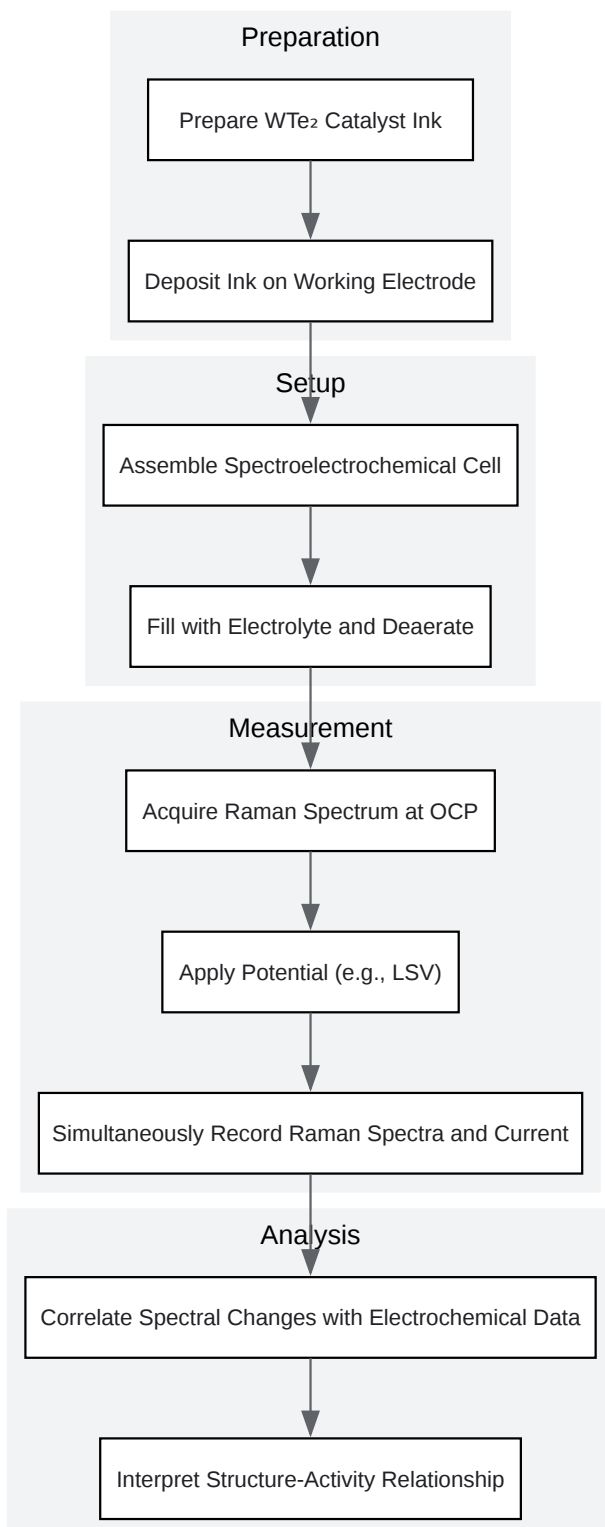 Preparation
Prepare WTe₂ Catalyst Ink
Deposit Ink on Working Electrode
Setup
Assemble Spectroelectrochemical Cell
Fill with Electrolyte and Deaerate
Measurement
Acquire Raman Spectrum at OCP
Apply Potential (e.g., LSV)
Simultaneously Record Raman Spectra and Current
Analysis
Correlate Spectral Changes with Electrochemical Data
Interpret Structure-Activity Relationship